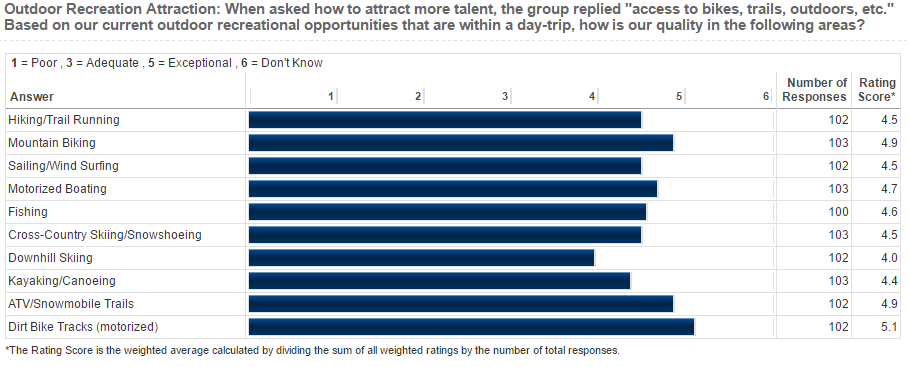 Outdoor Recreation Attraction: When asked how to attract more talent, the group replied "access to bikes, trails, outdoors, etc."
Based on our current outdoor recreational opportunities that are within a day-trip, how is our quality in the following areas?
1 = Poor , 3 = Adequate , 5 = Exceptional , 6 = Don't Know
Answer 1 2 3 4 5 6 Number of Responses Rating Score*
Hiking/Trail Running 102 4.5
Mountain Biking 103 4.9
Sailing/Wind Surfing 102 4.5
Motorized Boating 103 4.7
Fishing 100 4.6
Cross-Country Skiing/Snowshoeing 103 4.5
Downhill Skiing 102 4.0
Kayaking/Canoeing 103 4.4
ATV/Snowmobile Trails 102 4.9
Dirt Bike Tracks (motorized) 102 5.1
*The Rating Score is the weighted average calculated by dividing the sum of all weighted ratings by the number of total responses.